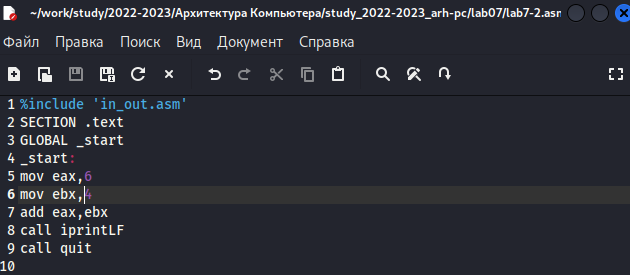 ~/work/study/2022-2023/Архитектура Компьютера/study_2022-2023_arh-pc/lab07/lab7-2.asm
Файл Правка Поиск Вид Документ Справка
1 %include 'in_out.asm'
2 SECTION .text
3 GLOBAL _start
4 _start:
5 mov eax,6
6 mov ebx,4
7 add eax,ebx
8 call iprintLF
9 call quit
10